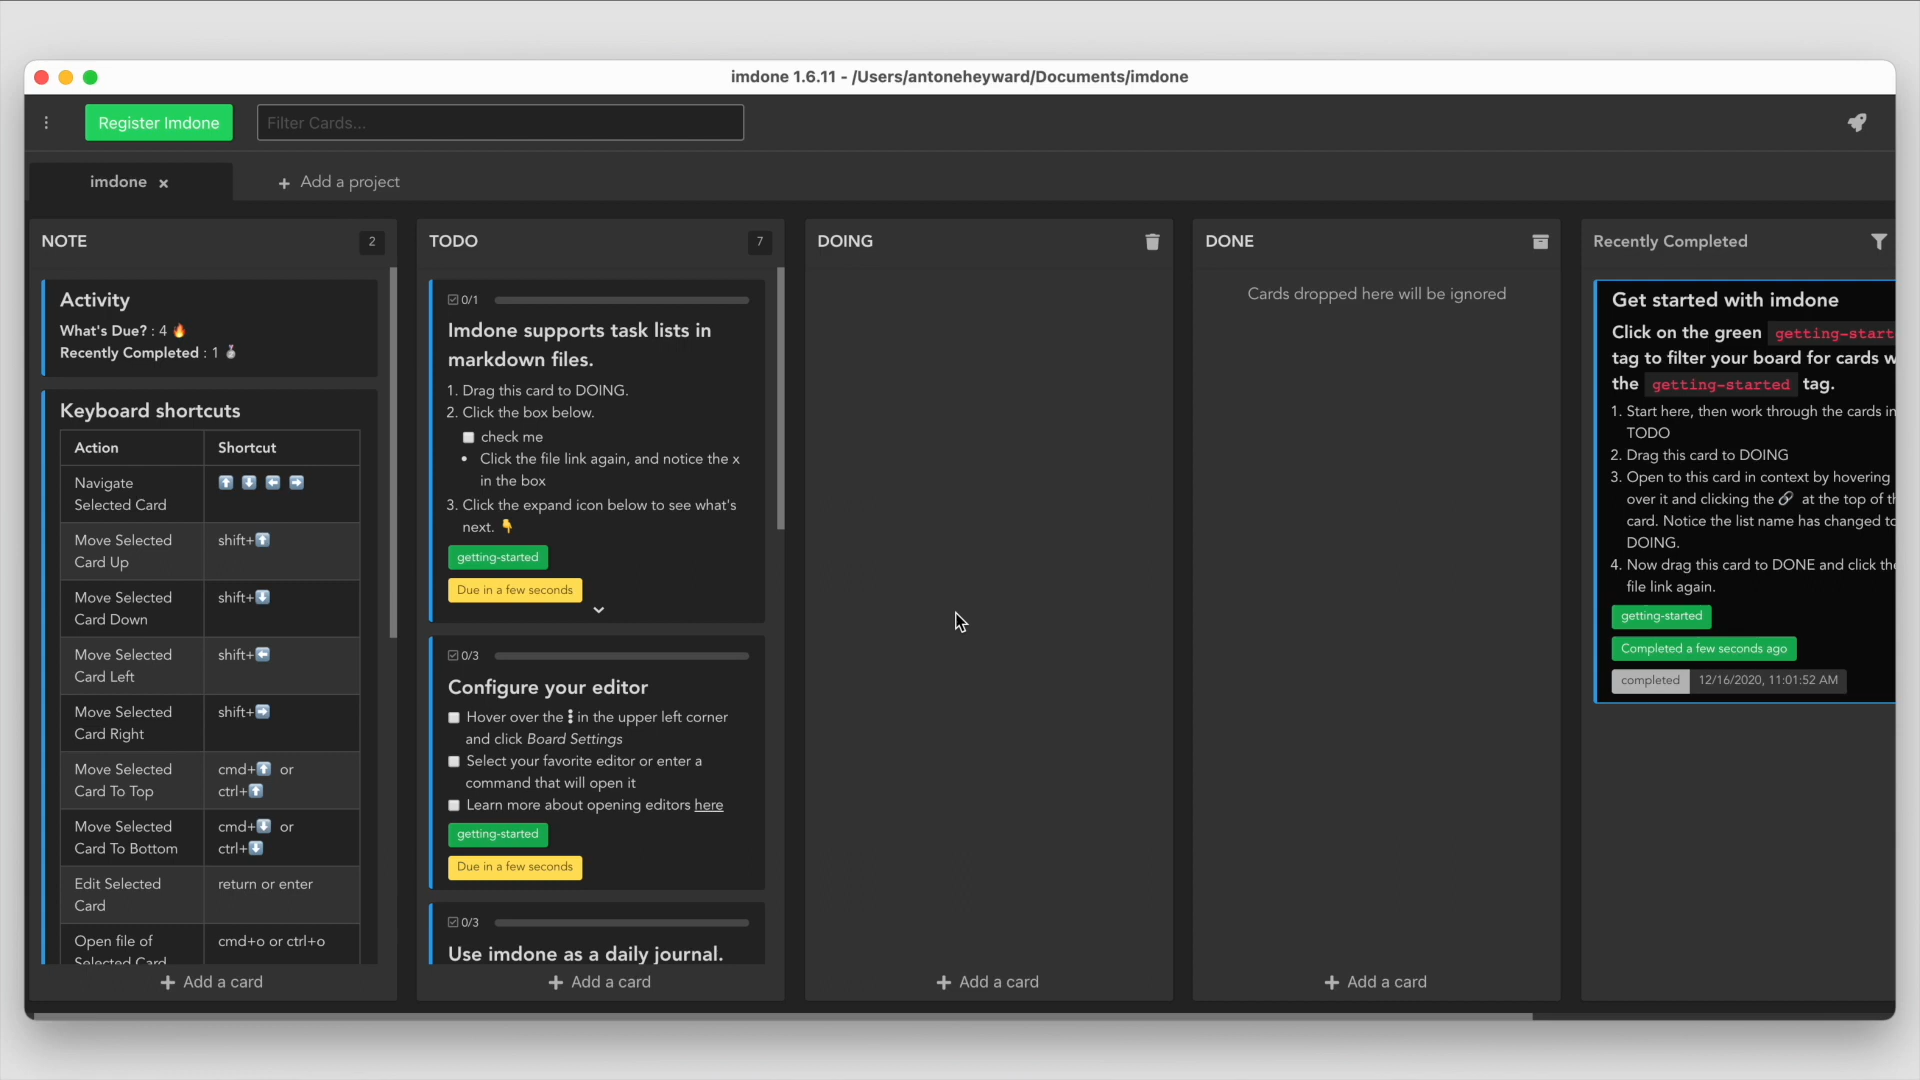 imdone 1.6.11 - /Users/antoneheyward/Documents/imdone
Register Imdone
Filter Cards...
imdone
Add a project
NOTE
2
Activity
What's Due? : 4 🔥
Recently Completed : 1
Keyboard shortcuts
Action
Shortcut
Navigate
Selected Card
⬆️ ⬇️ ⬅️ ➡️
Move Selected
Card Up
shift+⬆️
Move Selected
Card Down
shift+⬇️
Move Selected
Card Left
shift+⬅️
Move Selected
Card Right
shift+➡️
Move Selected
Card To Top
cmd+⬆️ or
ctrl+⬆️
Move Selected
Card To Bottom
cmd+⬇️ or
ctrl+⬇️
Edit Selected
Card
return or enter
Open file of
Selected Card
cmd+o or ctrl+o
Add a card
TODO
7
0/1
Imdone supports task lists in
markdown files.
1. Drag this card to DOING.
2. Click the box below.
check me
• Click the file link again, and notice the x
in the box
3. Click the expand icon below to see what's
next. 👇
getting-started
Due in a few seconds
0/3
Configure your editor
Hover over the ⋮ in the upper left corner
and click Board Settings
Select your favorite editor or enter a
command that will open it
Learn more about opening editors here
getting-started
Due in a few seconds
0/3
Use imdone as a daily journal.
Add a card
DOING
Add a card
DONE
Cards dropped here will be ignored
Add a card
Recently Completed
Get started with imdone
Click on the green getting-start
tag to filter your board for cards w
the getting-started tag.
1. Start here, then work through the cards in
TODO
2. Drag this card to DOING
3. Open to this card in context by hovering
over it and clicking the 🔗 at the top of th
card. Notice the list name has changed to
DOING.
4. Now drag this card to DONE and click the
file link again.
getting-started
Completed a few seconds ago
completed
12/16/2020, 11:01:52 AM